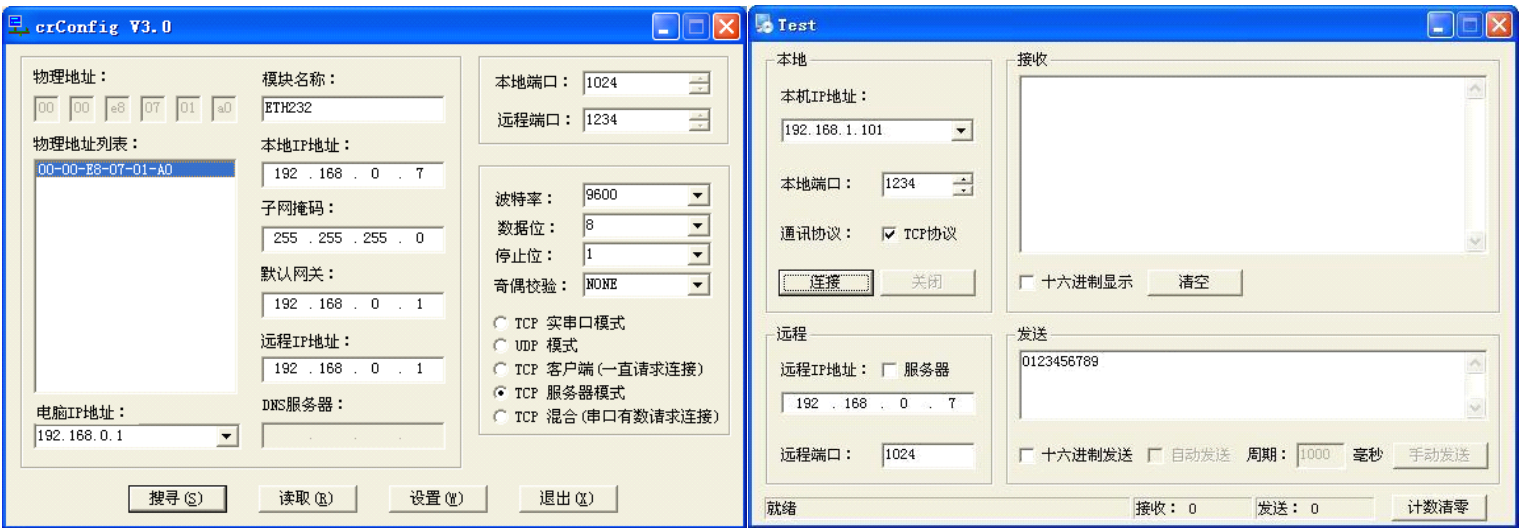 crConfig V3.0
物理地址：
00 00 e8 07 01 a0
物理地址列表：
00-00-E8-07-01-A0
电脑IP地址：
192.168.0.1
模块名称：
ETH232
本地IP地址：
192 . 168 . 0 . 7
子网掩码：
255 . 255 . 255 . 0
默认网关：
192 . 168 . 0 . 1
远程IP地址：
192 . 168 . 0 . 1
DNS服务器：
. . .
本地端口： 1024
远程端口： 1234
波特率： 9600
数据位： 8
停止位： 1
奇偶校验： NONE
TCP 实串口模式
UDP 模式
TCP 客户端(一直请求连接)
TCP 服务器模式
TCP 混合(串口有数请求连接)
搜寻(S) 读取(R) 设置(W) 退出(X)
Test
本地
本机IP地址：
192.168.1.101
本地端口： 1234
通讯协议： TCP协议
连接 关闭
远程
远程IP地址： 服务器
192 . 168 . 0 . 7
远程端口： 1024
接收
十六进制显示 清空
发送
0123456789
十六进制发送 自动发送 周期： 1000 毫秒 手动发送
就绪 接收： 0 发送： 0 计数清零